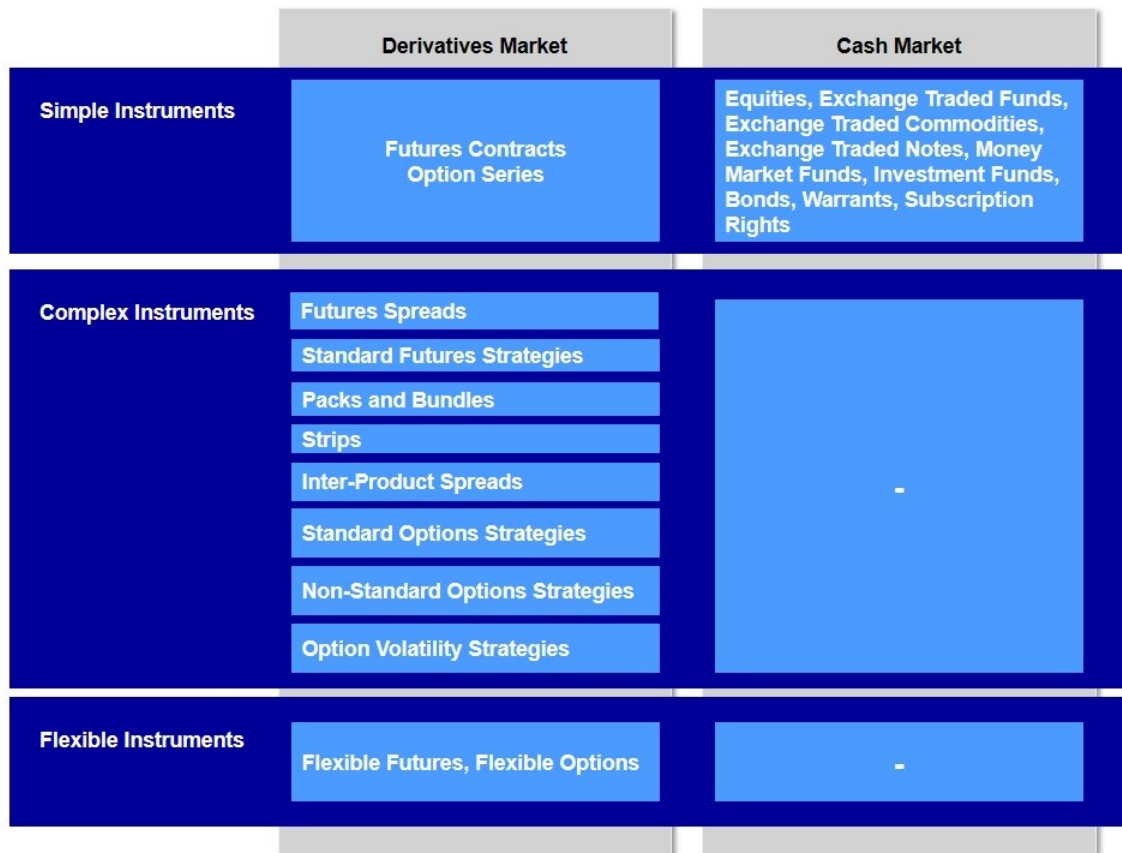 Derivatives Market
Cash Market
Simple Instruments
Futures Contracts
Option Series
Equities, Exchange Traded Funds,
Exchange Traded Commodities,
Exchange Traded Notes, Money
Market Funds, Investment Funds,
Bonds, Warrants, Subscription
Rights
Complex Instruments
Futures Spreads
Standard Futures Strategies
Packs and Bundles
Strips
Inter-Product Spreads
Standard Options Strategies
Non-Standard Options Strategies
Option Volatility Strategies
-
Flexible Instruments
Flexible Futures, Flexible Options
-